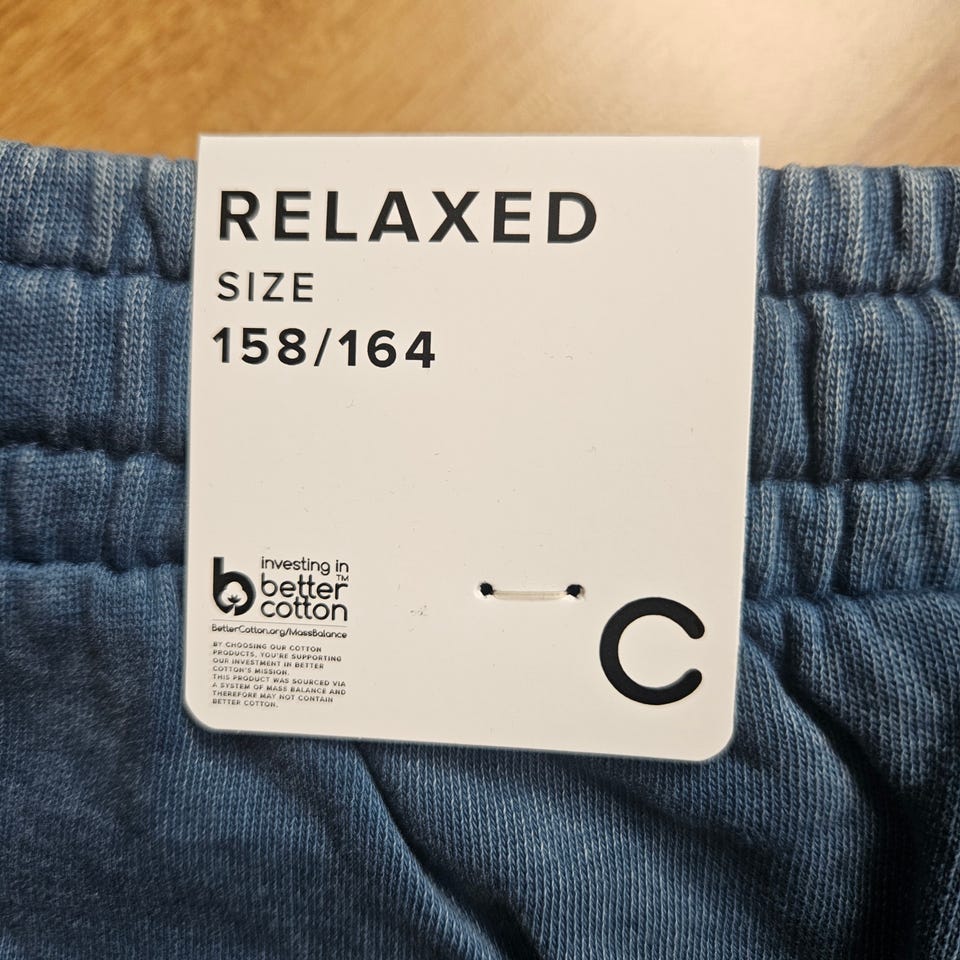 RELAXED
SIZE
158/164
investing in
better™
cotton
BetterCotton.org/MassBalance
BY CHOOSING OUR COTTON
PRODUCTS, YOU'RE SUPPORTING
OUR INVESTMENT IN BETTER
COTTON'S MISSION.
THIS PRODUCT WAS SOURCED VIA
A SYSTEM OF MASS BALANCE AND
THEREFORE MAY NOT CONTAIN
BETTER COTTON.
C